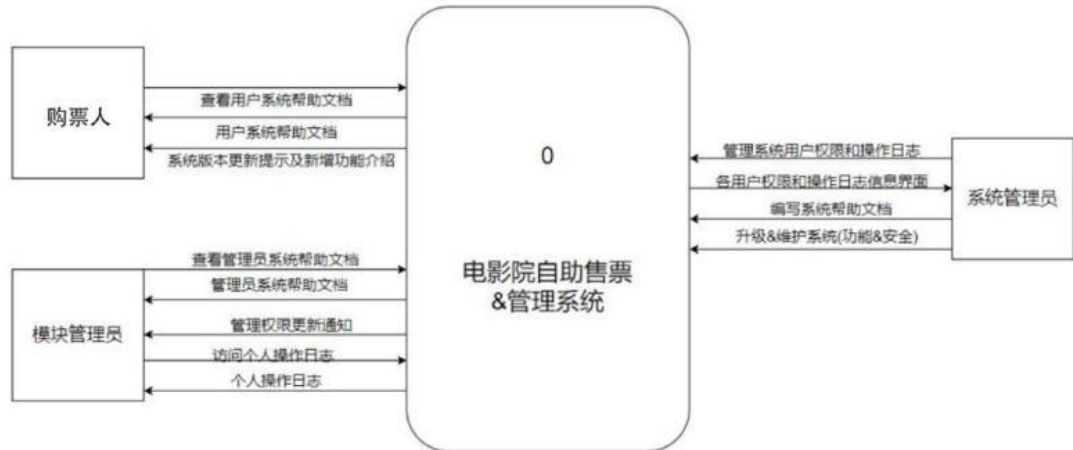 购票人
查看用户系统帮助文档
用户系统帮助文档
系统版本更新提示及新增功能介绍
模块管理员
查看管理员系统帮助文档
管理员系统帮助文档
管理权限更新通知
访问个人操作日志
个人操作日志
0
电影院自助售票
&管理系统
管理系统用户权限和操作日志
各用户权限和操作日志信息界面
编写系统帮助文档
升级&维护系统(功能&安全)
系统管理员